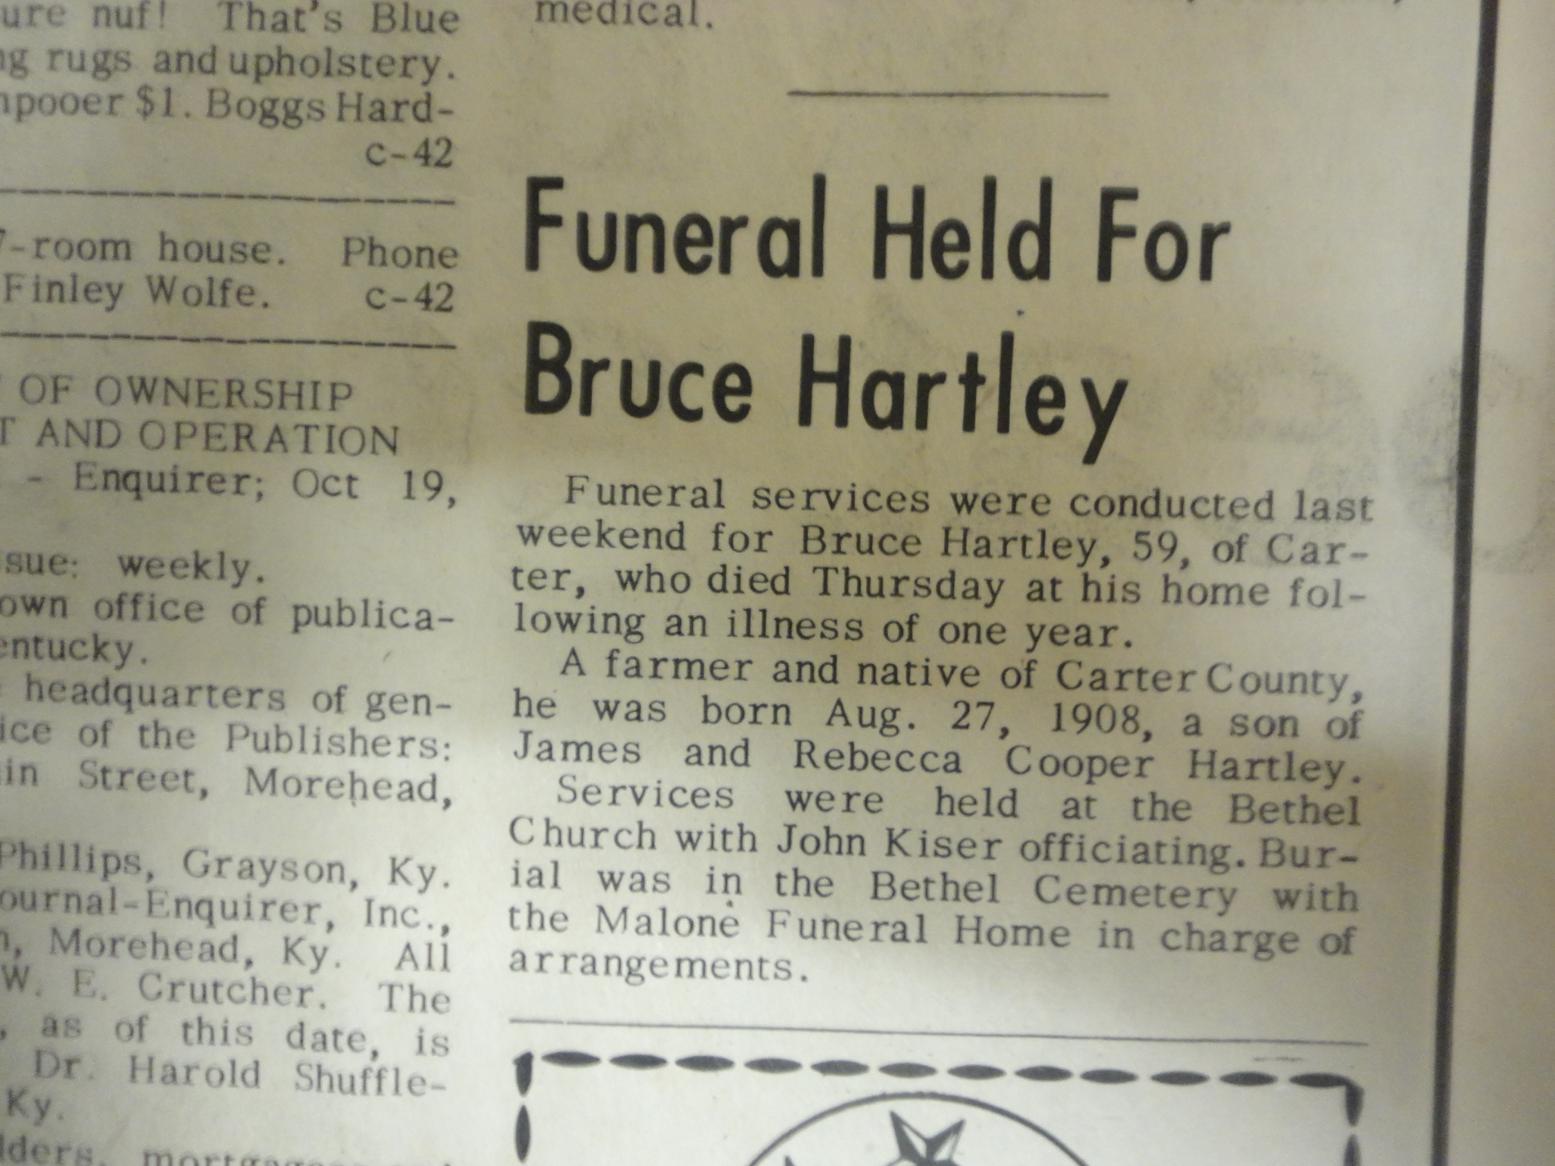 ure nuf! That's Blue
ng rugs and upholstery.
mpooer $1. Boggs Hard-
c-42
7-room house. Phone
Finley Wolfe. c-42
OF OWNERSHIP
T AND OPERATION
- Enquirer; Oct 19,
sue: weekly.
own office of publica-
entucky.
headquarters of gen-
ice of the Publishers:
in Street, Morehead,
Phillips, Grayson, Ky.
ournal-Enquirer, Inc.,
, Morehead, Ky. All
W. E. Crutcher. The
, as of this date, is
Dr. Harold Shuffle-
Ky.
lders, mortgagees
medical.
Funeral Held For
Bruce Hartley
Funeral services were conducted last
weekend for Bruce Hartley, 59, of Car-
ter, who died Thursday at his home fol-
lowing an illness of one year.
A farmer and native of Carter County,
he was born Aug. 27, 1908, a son of
James and Rebecca Cooper Hartley.
Services were held at the Bethel
Church with John Kiser officiating. Bur-
ial was in the Bethel Cemetery with
the Malone Funeral Home in charge of
arrangements.